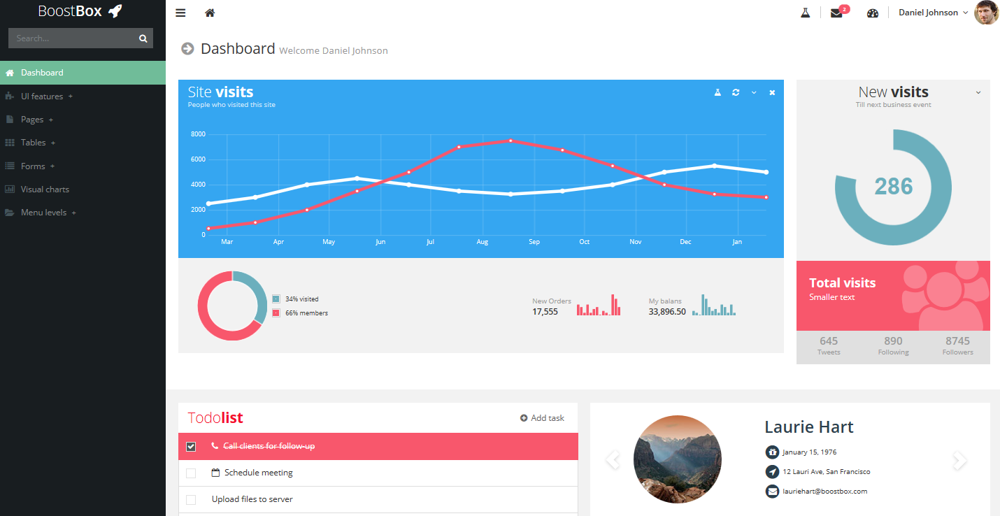 BoostBox
2
Daniel Johnson
Search...
Dashboard Welcome Daniel Johnson
Dashboard
UI features +
Pages +
Tables +
Forms +
Visual charts
Menu levels +
Site visits
People who visited this site
8000
6000
4000
2000
0
Mar Apr May Jun Jul Aug Sep Oct Nov Dec Jan
34% visited
66% members
New Orders
17,555
My balans
33,896.50
New visits
Till next business event
286
Total visits
Smaller text
645 890 8745
Tweets Following Followers
Todolist
Add task
Call clients for follow-up
Schedule meeting
Upload files to server
Laurie Hart
January 15, 1976
12 Lauri Ave, San Francisco
lauriehart@boostbox.com